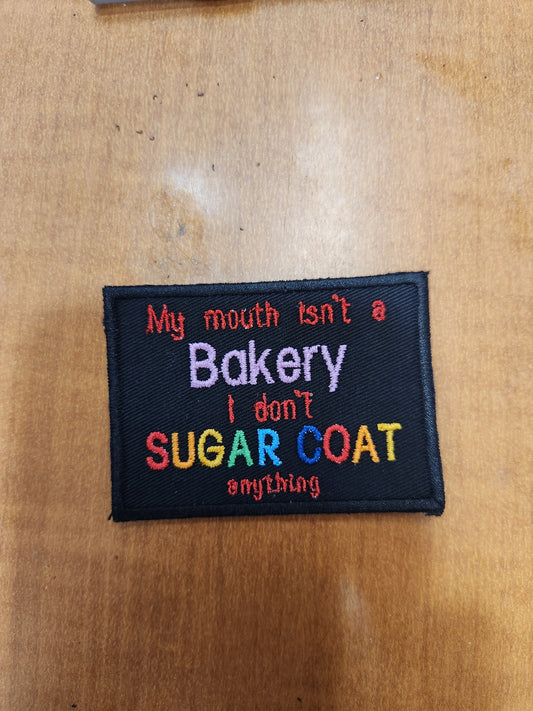 My mouth isn't a
Bakery
I don't
SUGAR COAT
anything